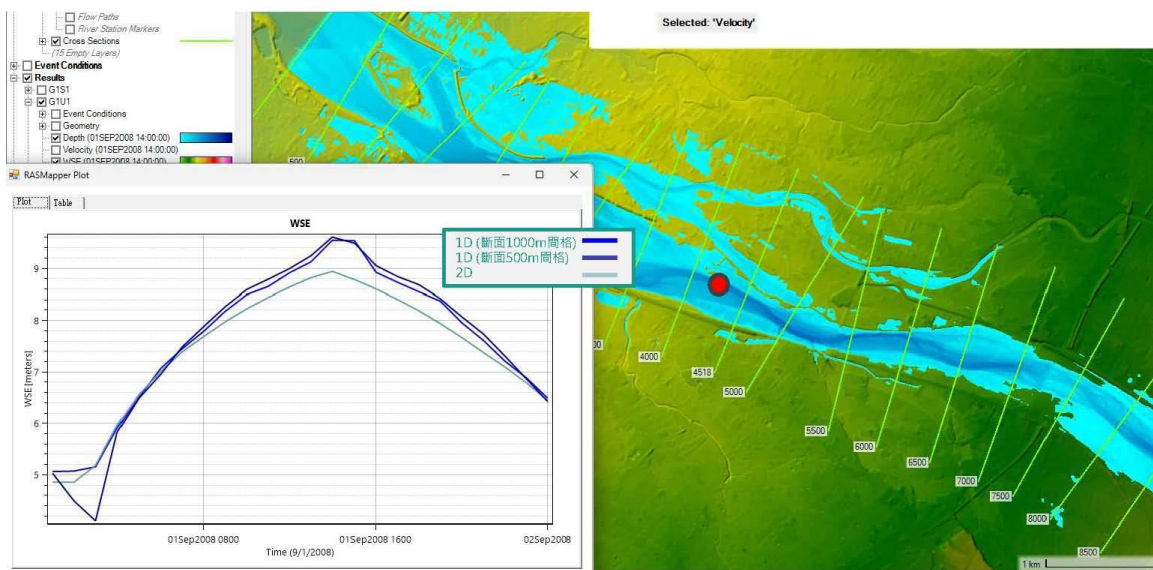 Flow Paths
River Station Markers
Cross Sections
(15 Empty Layers)
Event Conditions
Results
G1S1
G1U1
Event Conditions
Geometry
Depth (01SEP2008 14:00:00)
Velocity (01SEP2008 14:00:00)
WSE (01SEP2008 14:00:00)
Selected: 'Velocity'
RASMapper Plot
Plot
Table
WSE
1D (斷面1000m間格)
1D (斷面500m間格)
2D
WSE [meters]
9
8
7
6
5
01Sep2008 0800
01Sep2008 1600
02Sep2008
Time (9/1/2008)
500
4000
4518
5000
5500
6000
6500
7000
7500
8000
8500
1 km